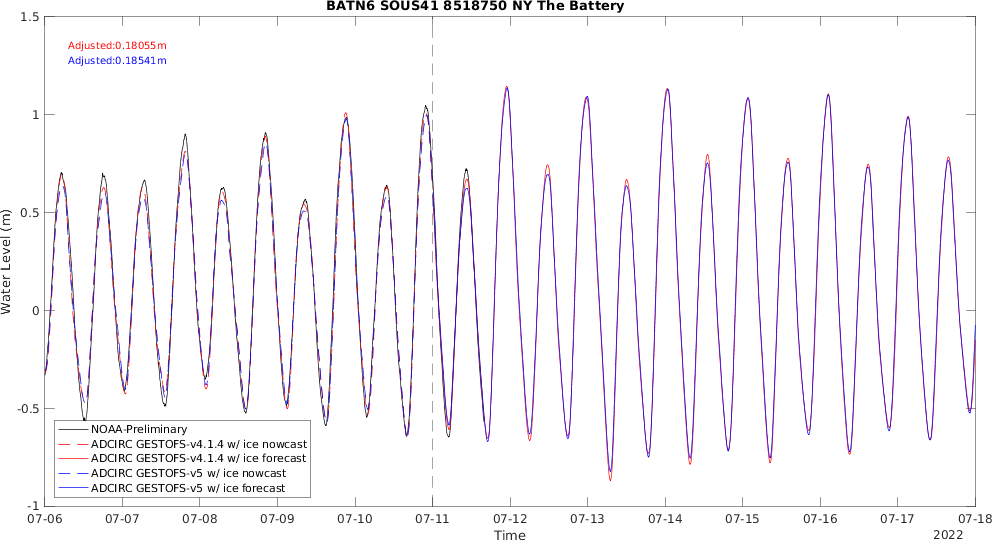 BATN6 SOUS41 8518750 NY The Battery
1.5
Adjusted:0.18055m
Adjusted:0.18541m
1
0.5
0
-0.5
-1
Water Level (m)
NOAA-Preliminary
ADCIRC GESTOFS-v4.1.4 w/ ice nowcast
ADCIRC GESTOFS-v4.1.4 w/ ice forecast
ADCIRC GESTOFS-v5 w/ ice nowcast
ADCIRC GESTOFS-v5 w/ ice forecast
07-06 07-07 07-08 07-09 07-10 07-11 07-12 07-13 07-14 07-15 07-16 07-17 07-18
Time
2022